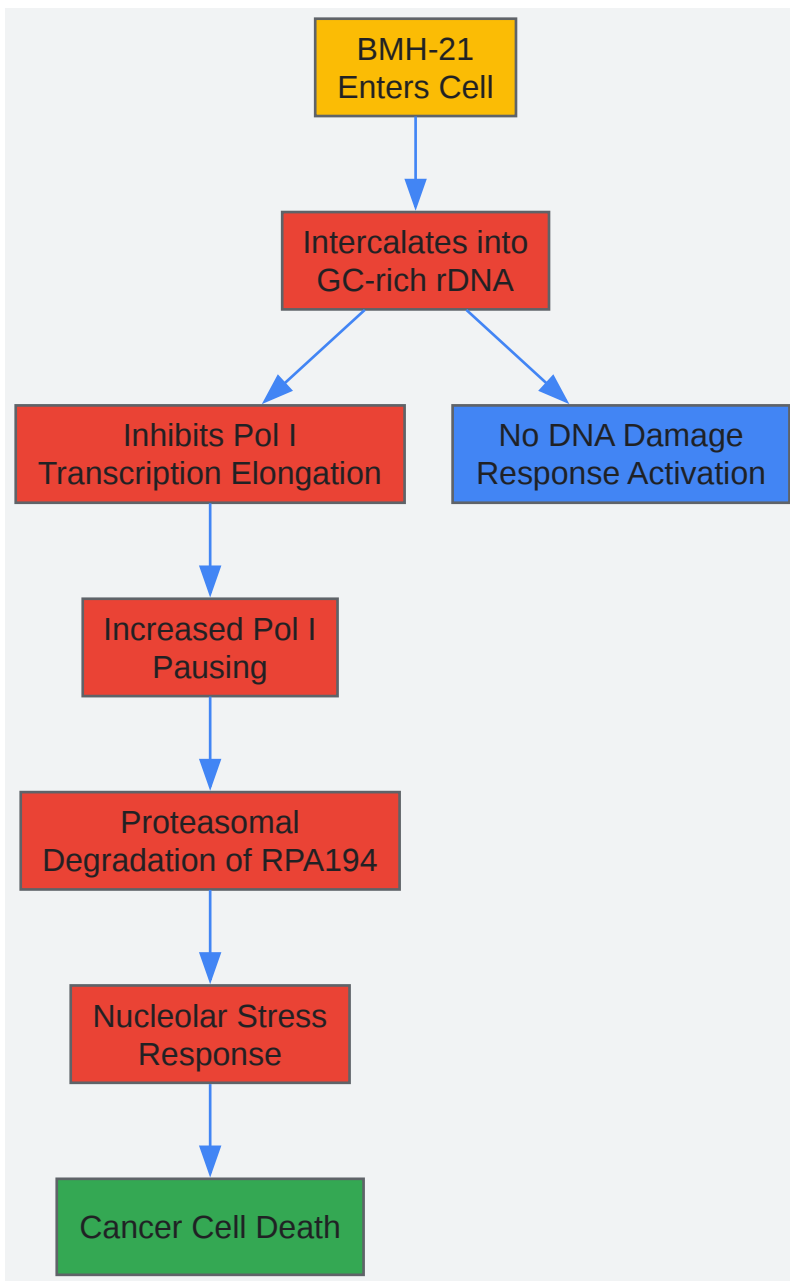 BMH-21
Enters Cell
Intercalates into
GC-rich rDNA
Inhibits Pol I
Transcription Elongation
No DNA Damage
Response Activation
Increased Pol I
Pausing
Proteasomal
Degradation of RPA194
Nucleolar Stress
Response
Cancer Cell Death